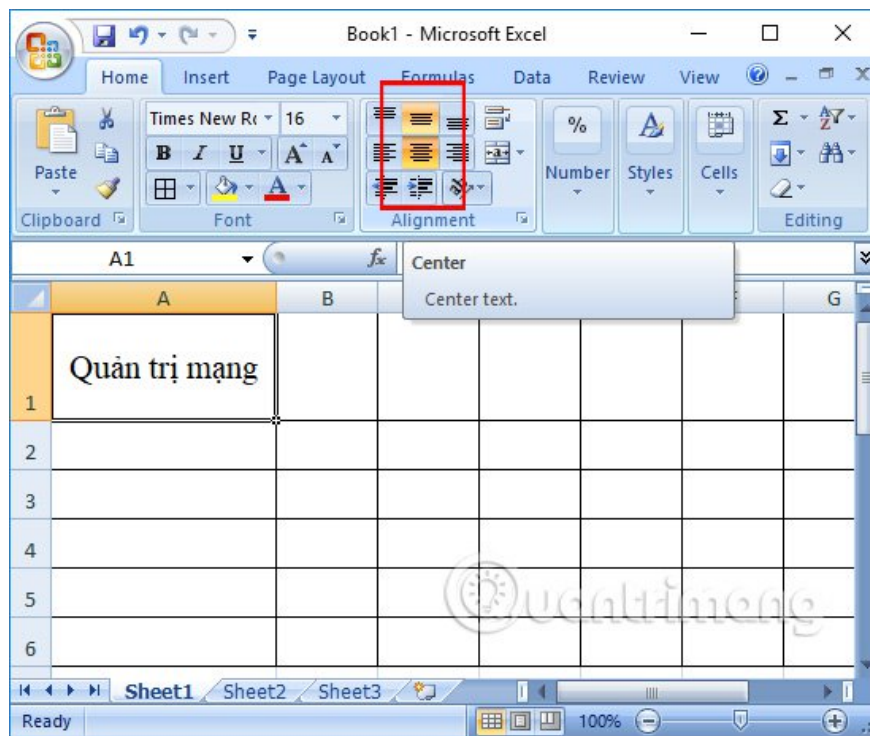 Book1 - Microsoft Excel
Home Insert Page Layout Formulas Data Review View
Times New Ro 16
B I U A A
% A
Paste Number Styles Cells Σ
A
Clipboard Font Alignment Editing
A1 fx
Center
Center text.
A B G
Quản trị mạng
1
2
3
4
5
Quantrimang
6
Sheet1 Sheet2 Sheet3
Ready 100%